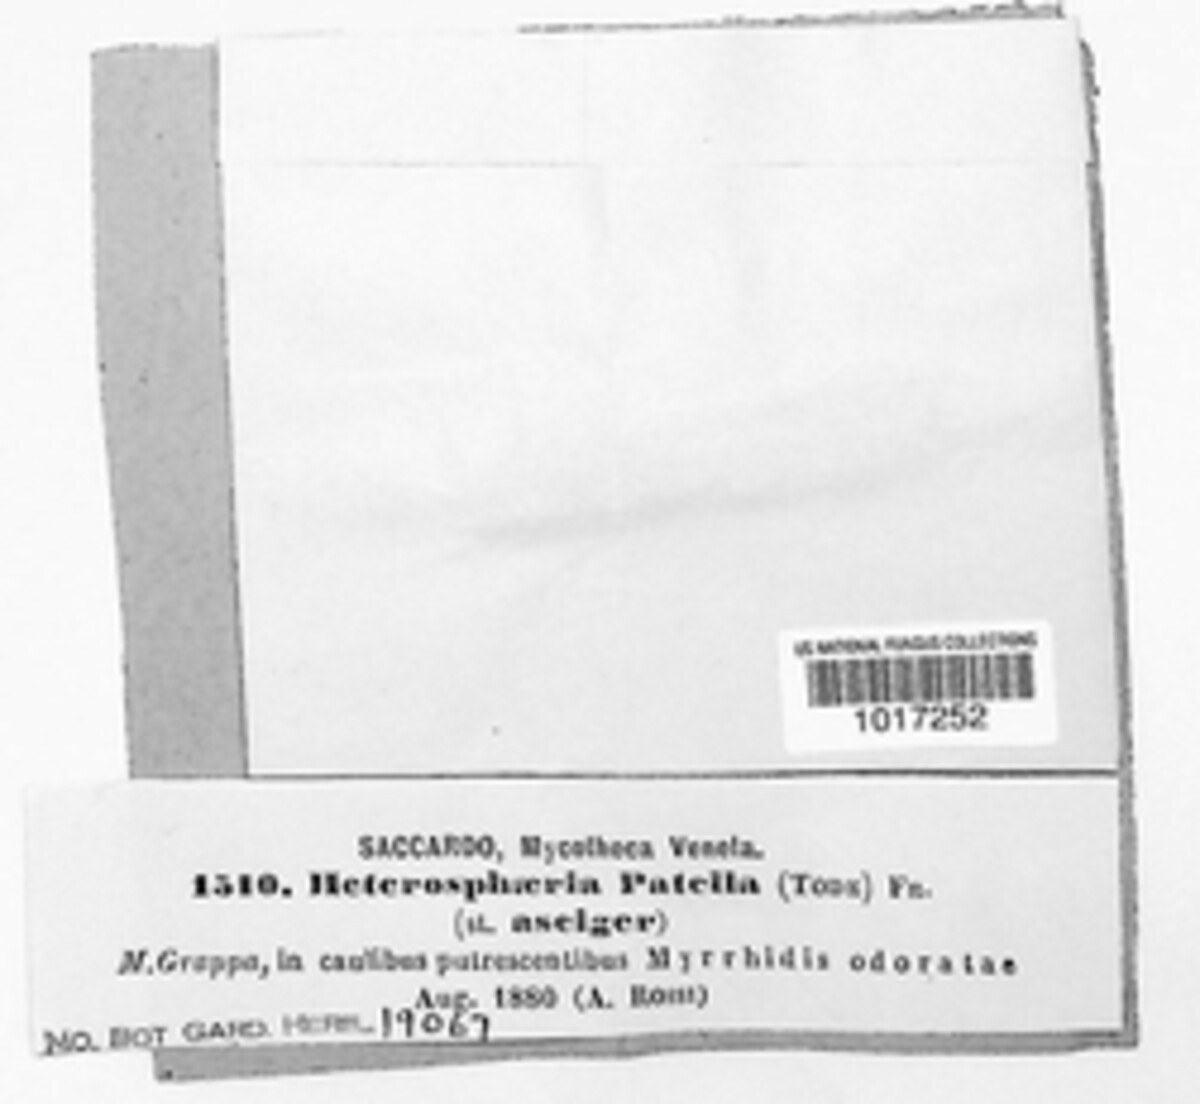 US NATIONAL FUNGUS COLLECTIONS
1017252
SACCARDO, Mycotheca Veneta.
1510. Heterosphæria Patella (Tode) Fr.
(st. asciger)
M. Grappa, in caulibus putrescentibus Myrrhidis odoratae
Aug. 1880 (A.
NO. BOT GARD. HERB. 19067